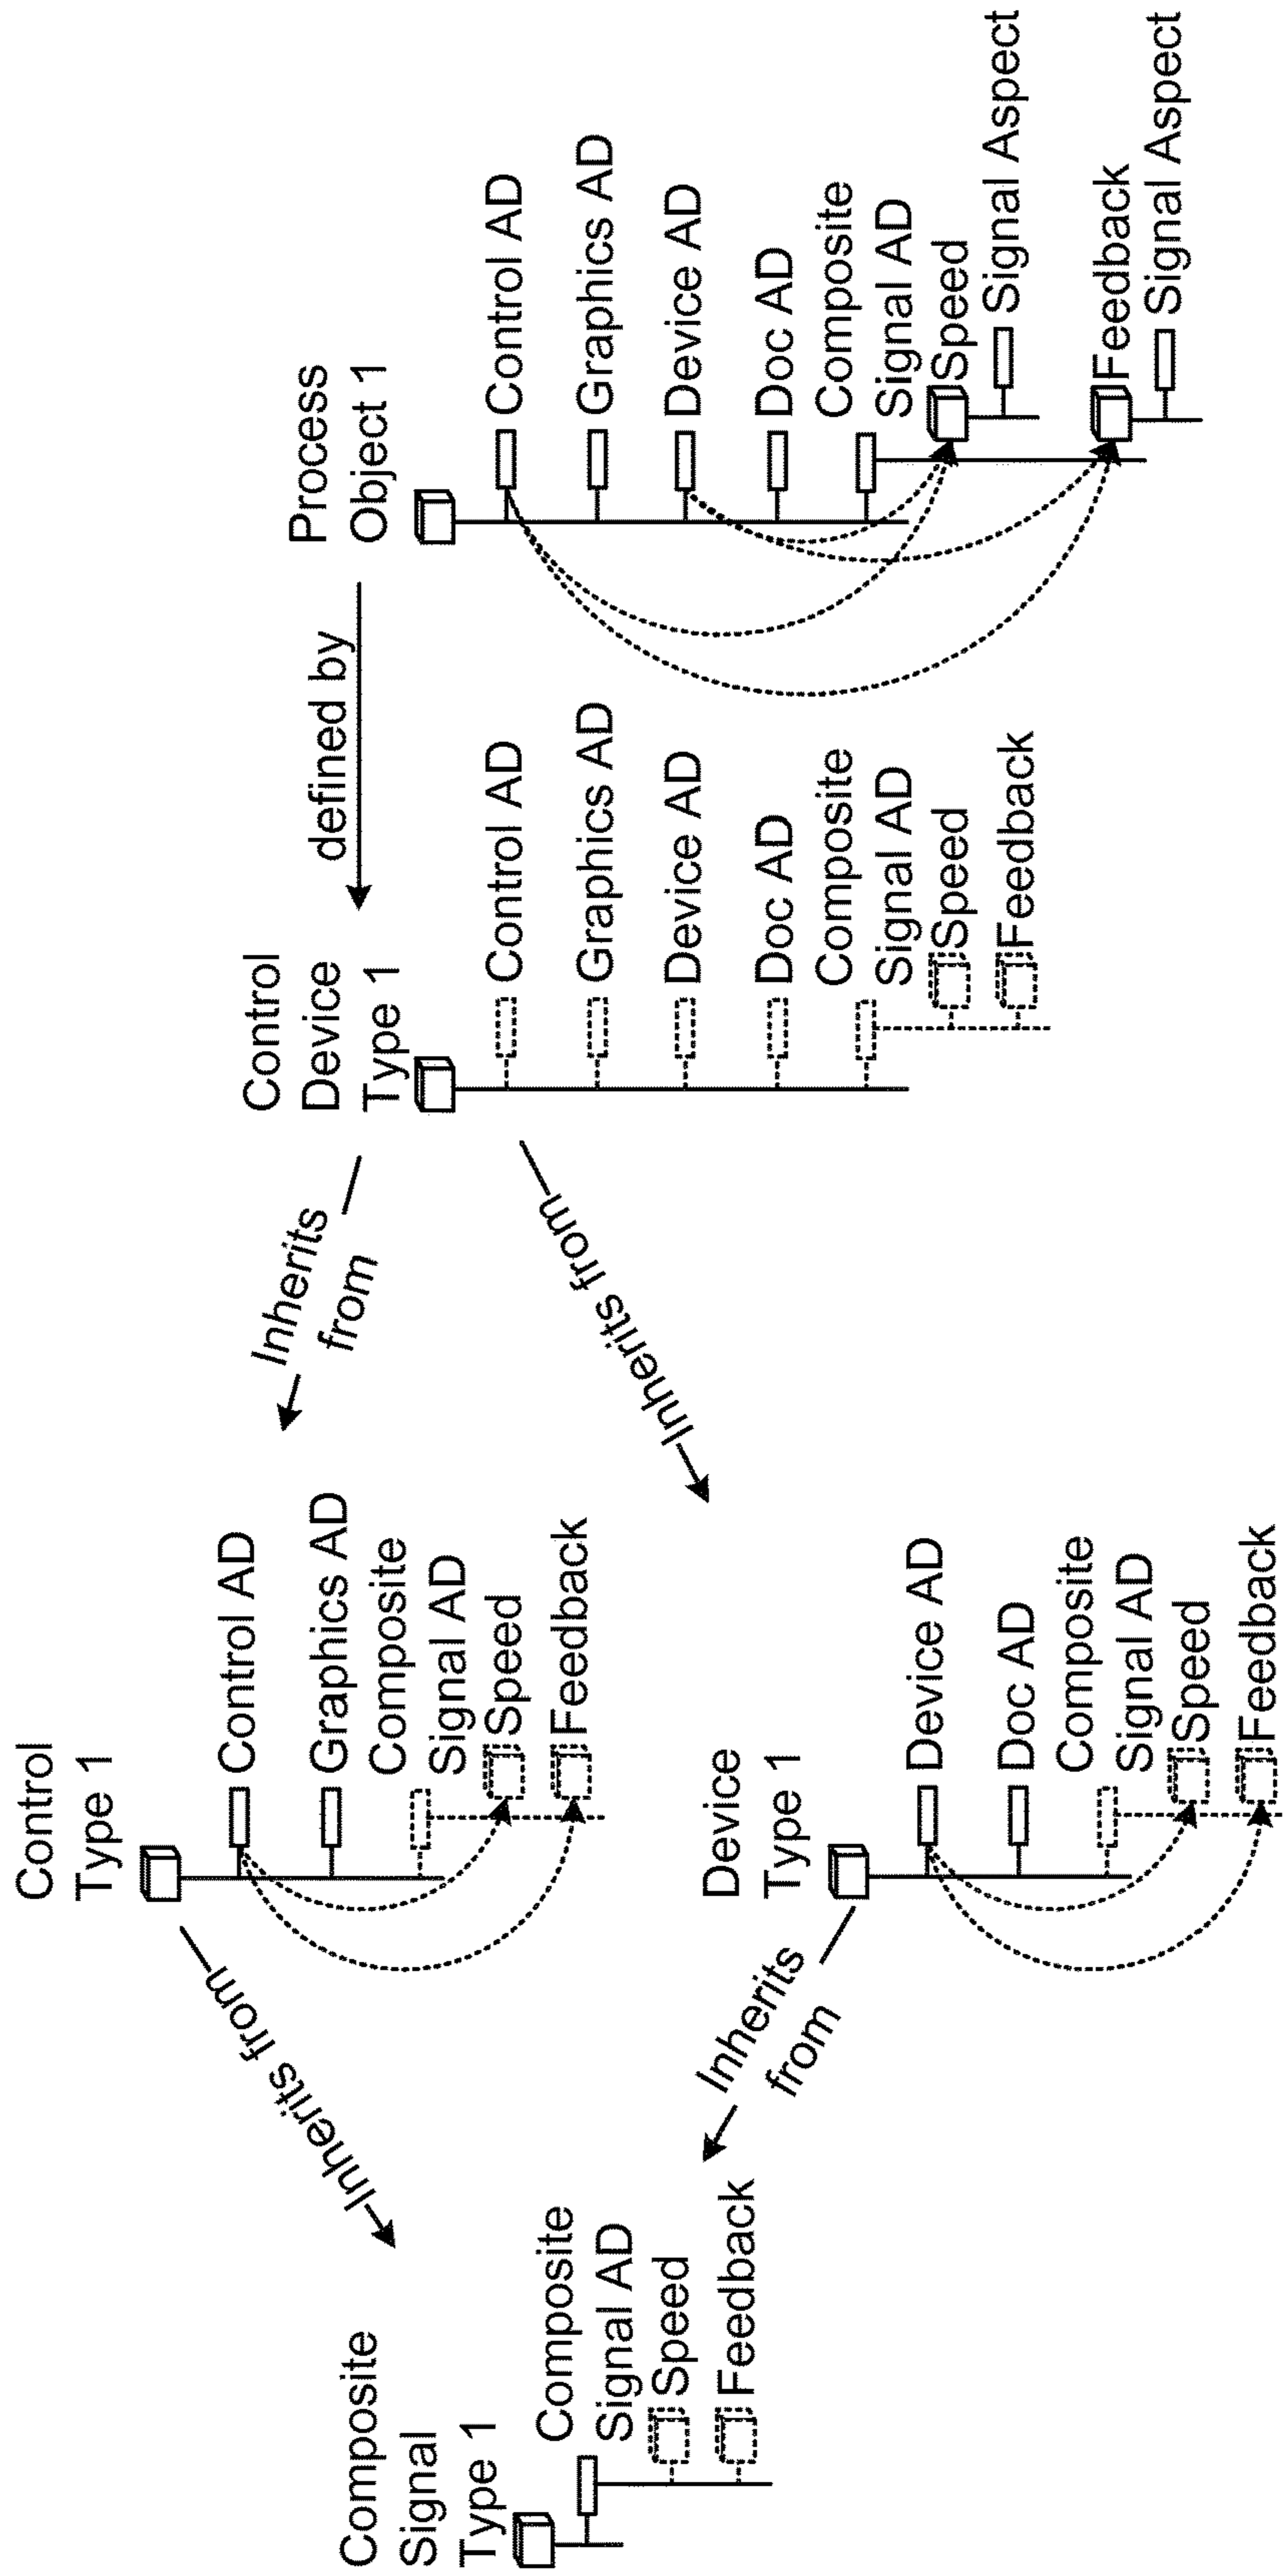 Composite
Signal
Type 1
Composite
Signal AD
Speed
Feedback
Inherits from
Inherits
from
Control
Type 1
Control AD
Graphics AD
Composite
Signal AD
Speed
Feedback
Device
Type 1
Device AD
Doc AD
Composite
Signal AD
Speed
Feedback
Inherits
from
Inherits from
Control
Device
Type 1
Control AD
Graphics AD
Device AD
Doc AD
Composite
Signal AD
Speed
Feedback
defined by
Process
Object 1
Control AD
Graphics AD
Device AD
Doc AD
Composite
Signal AD
Speed
Signal Aspect
Feedback
Signal Aspect